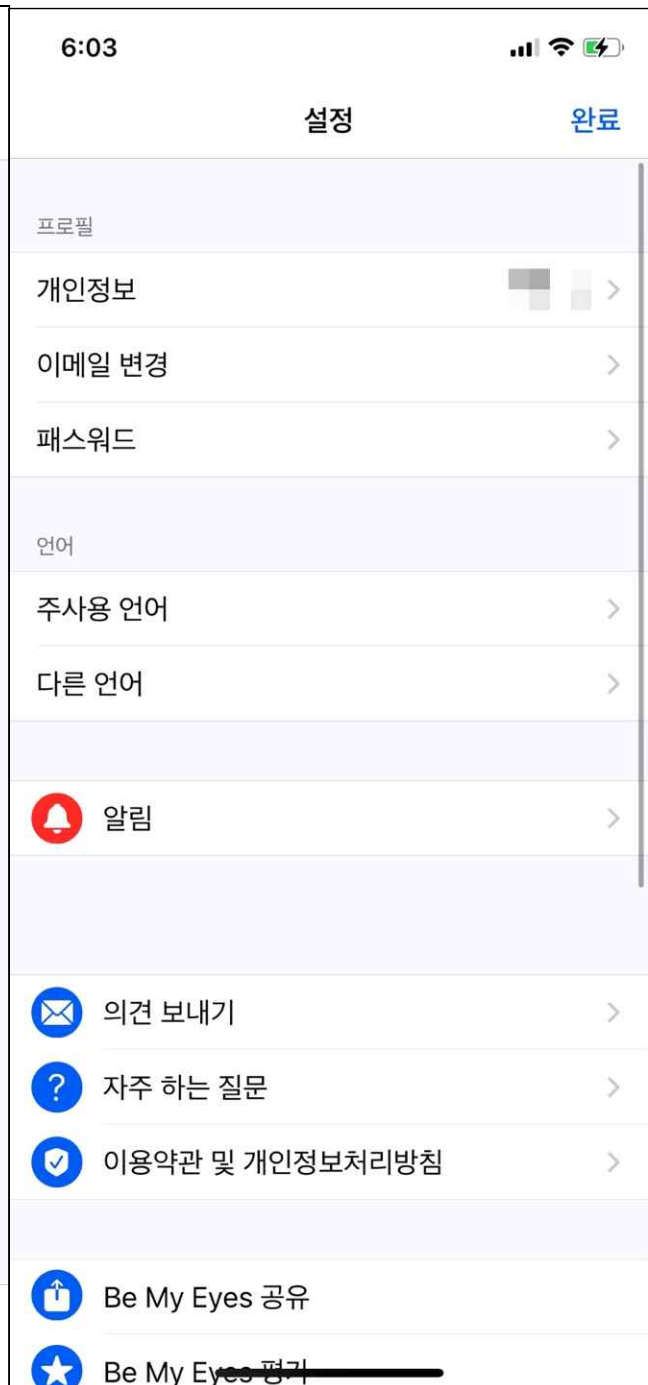 6:03
설정
완료
프로필
개인정보
이메일 변경
패스워드
언어
주사용 언어
다른 언어
알림
의견 보내기
자주 하는 질문
이용약관 및 개인정보처리방침
Be My Eyes 공유
Be My Eyes 평가